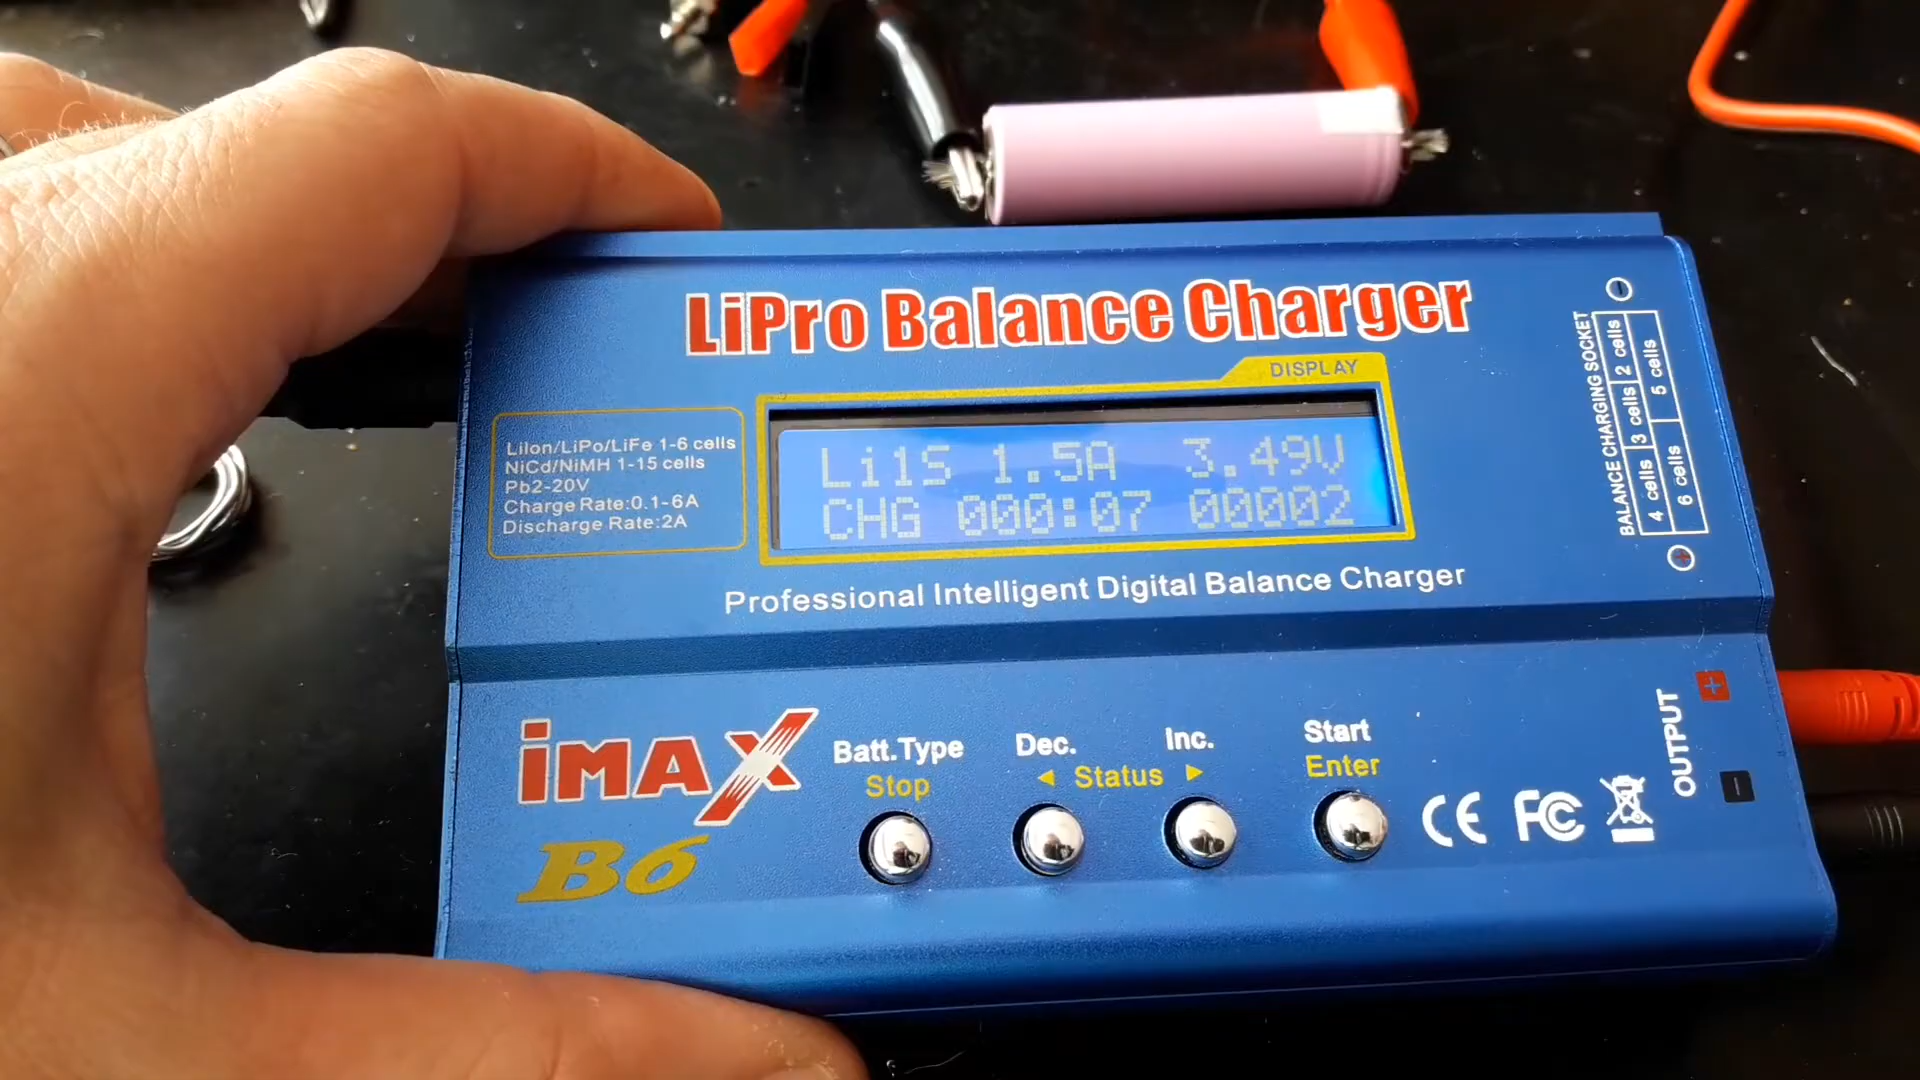 LiPro Balance Charger
DISPLAY
LiIon/LiPo/LiFe 1-6 cells
NiCd/NiMH 1-15 cells
Pb2-20V
Charge Rate:0.1-6A
Discharge Rate:2A
Li1S 1.5A 3.49V
CHG 000:07 00002
Professional Intelligent Digital Balance Charger
BALANCE CHARGING SOCKET
4 cells 3 cells 2 cells
6 cells 5 cells
iMAX
B6
Batt.Type
Stop
Dec. Inc.
◄ Status ►
Start
Enter
CE FC
OUTPUT
+
-